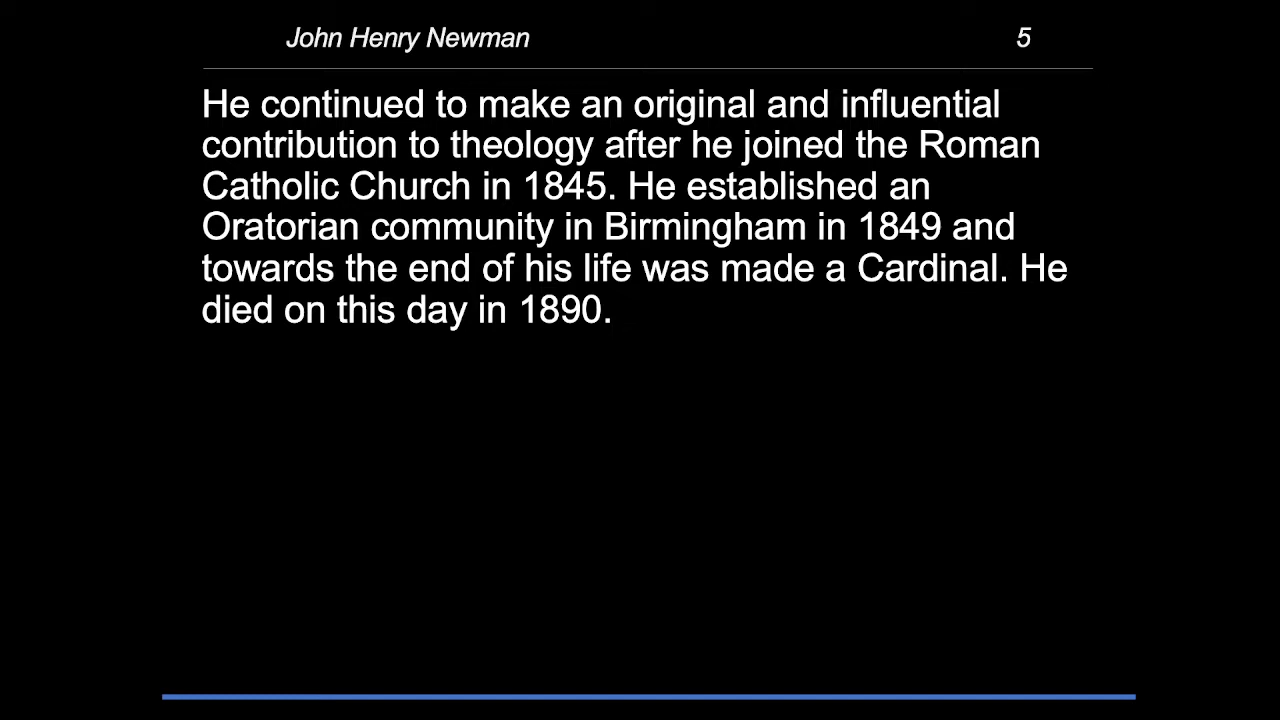 John Henry Newman 5
He continued to make an original and influential
contribution to theology after he joined the Roman
Catholic Church in 1845. He established an
Oratorian community in Birmingham in 1849 and
towards the end of his life was made a Cardinal. He
died on this day in 1890.